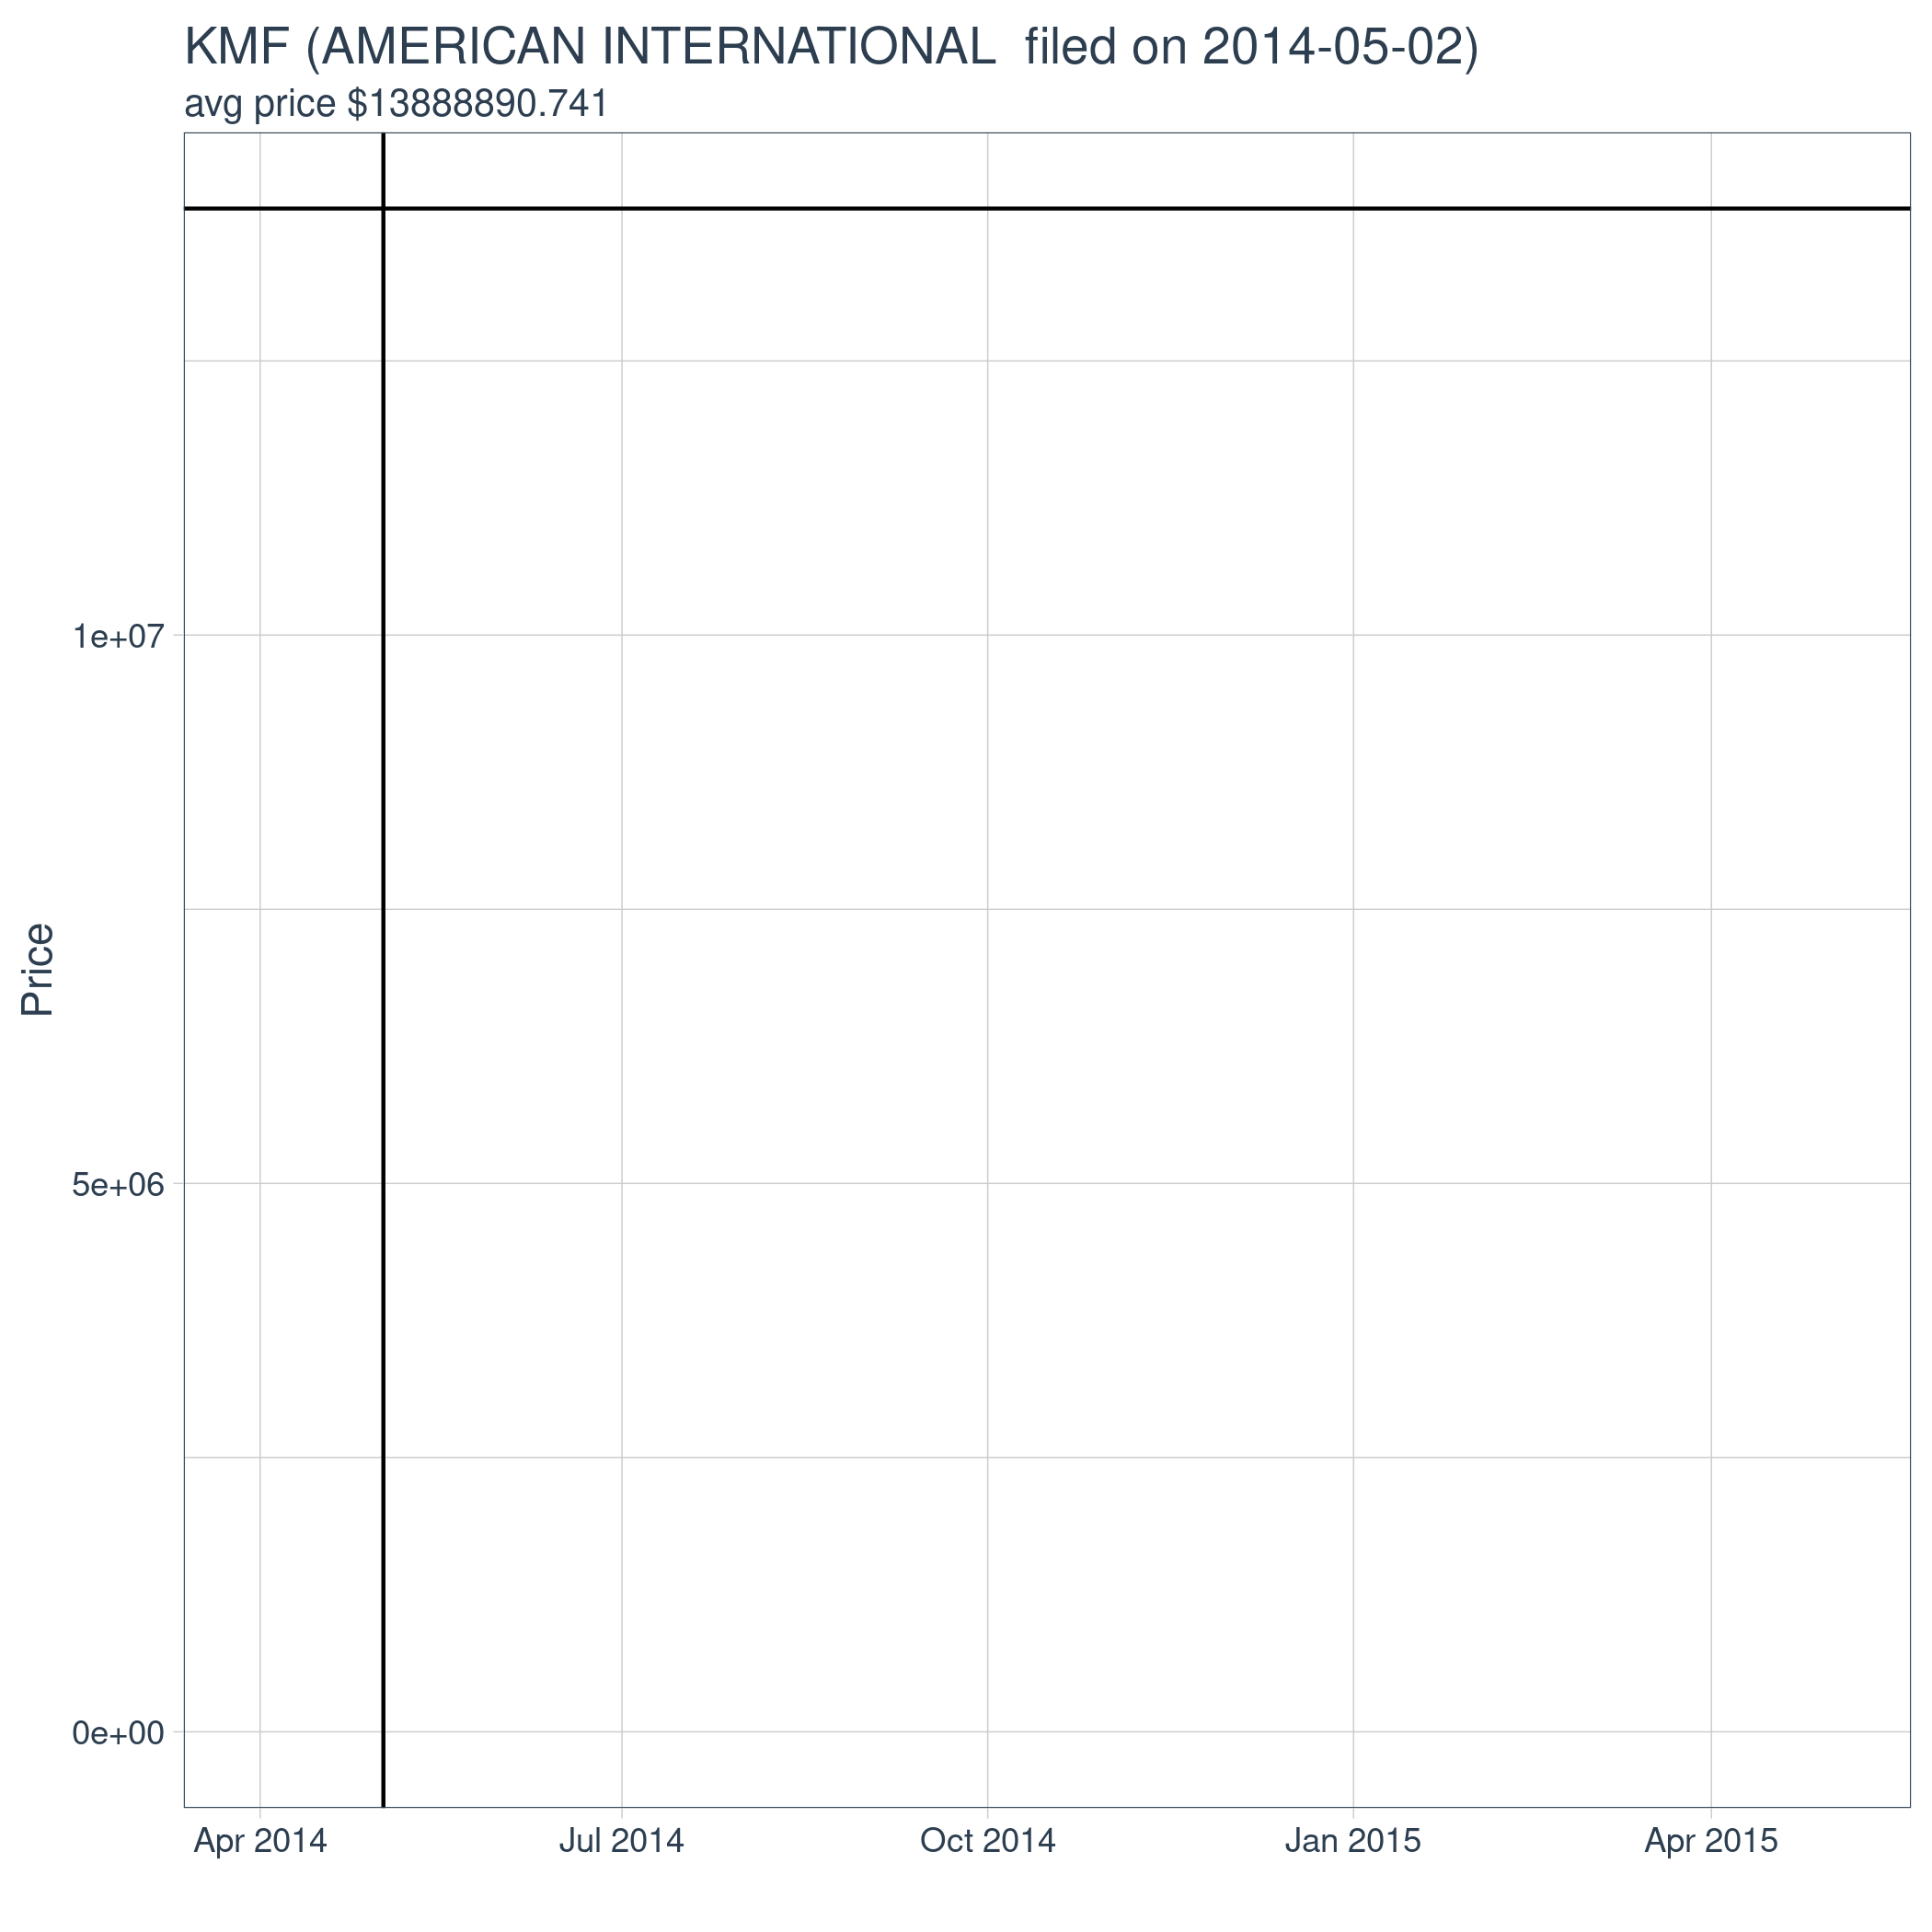 KMF (AMERICAN INTERNATIONAL  filed on 2014-05-02)
avg price $13888890.741
Price
1e+07
5e+06
0e+00
Apr 2014
Jul 2014
Oct 2014
Jan 2015
Apr 2015